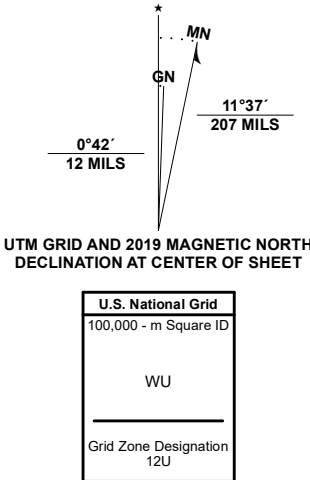 ★
MN
GN
11°37´
207 MILS
0°42´
12 MILS
UTM GRID AND 2019 MAGNETIC NORTH
DECLINATION AT CENTER OF SHEET
U.S. National Grid
100,000 - m Square ID
WU
Grid Zone Designation
12U